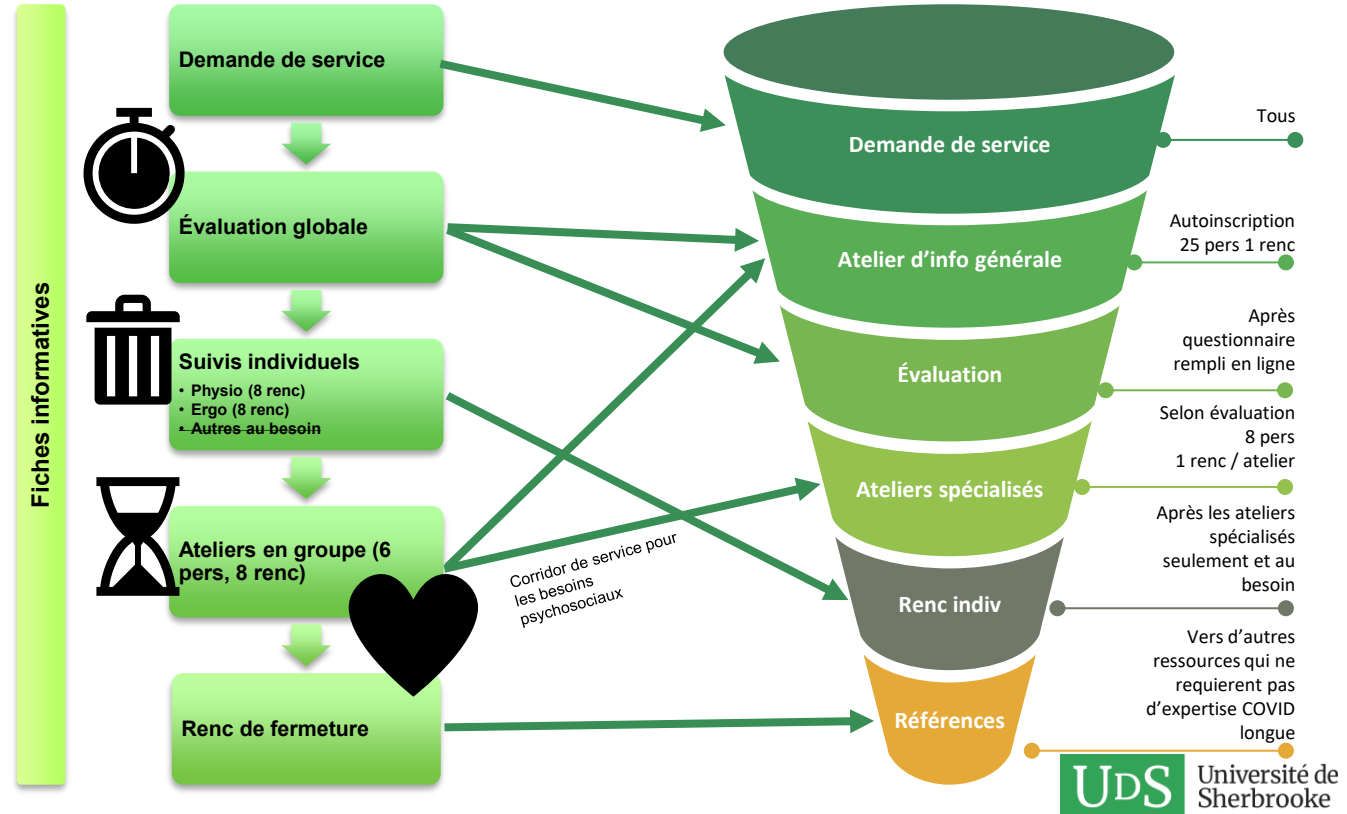 Fiches informatives
Demande de service
Évaluation globale
Suivis individuels
• Physio (8 renc)
• Ergo (8 renc)
• Autres au besoin
Ateliers en groupe (6
pers, 8 renc)
Renc de fermeture
Corridor de service pour
les besoins
psychosociaux
Demande de service
Atelier d’info générale
Évaluation
Ateliers spécialisés
Renc indiv
Références
Tous
Autoinscription
25 pers 1 renc
Après
questionnaire
rempli en ligne
Selon évaluation
8 pers
1 renc / atelier
Après les ateliers
spécialisés
seulement et au
besoin
Vers d’autres
ressources qui ne
requierent pas
d’expertise COVID
longue
UDS
Université de
Sherbrooke